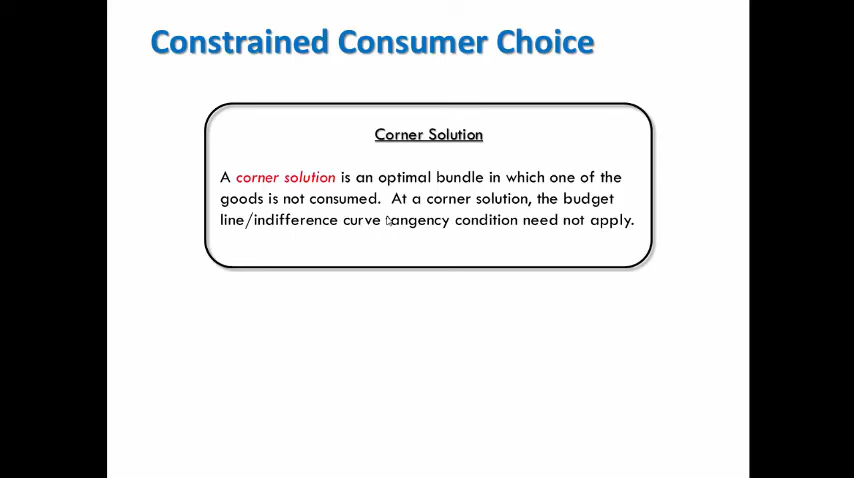 Constrained Consumer Choice
Corner Solution
A corner solution is an optimal bundle in which one of the
goods is not consumed. At a corner solution, the budget
line/indifference curve tangency condition need not apply.